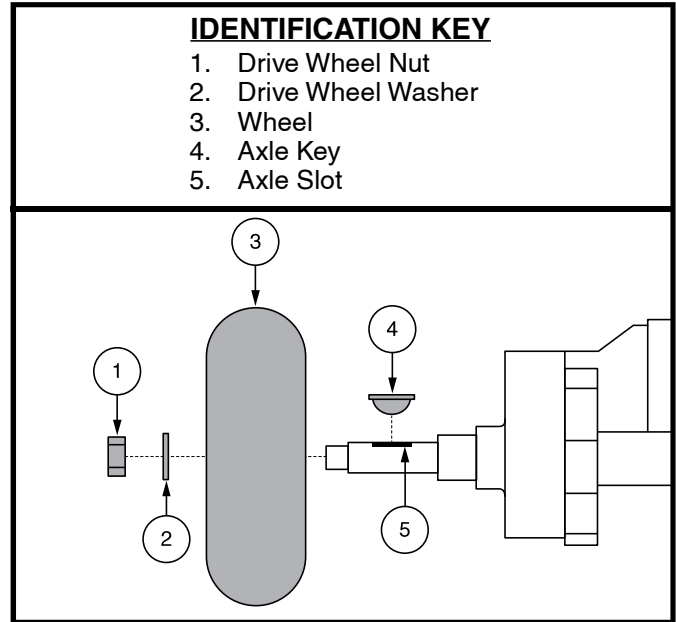 IDENTIFICATION KEY
1. Drive Wheel Nut
2. Drive Wheel Washer
3. Wheel
4. Axle Key
5. Axle Slot
3
4
1
2
5